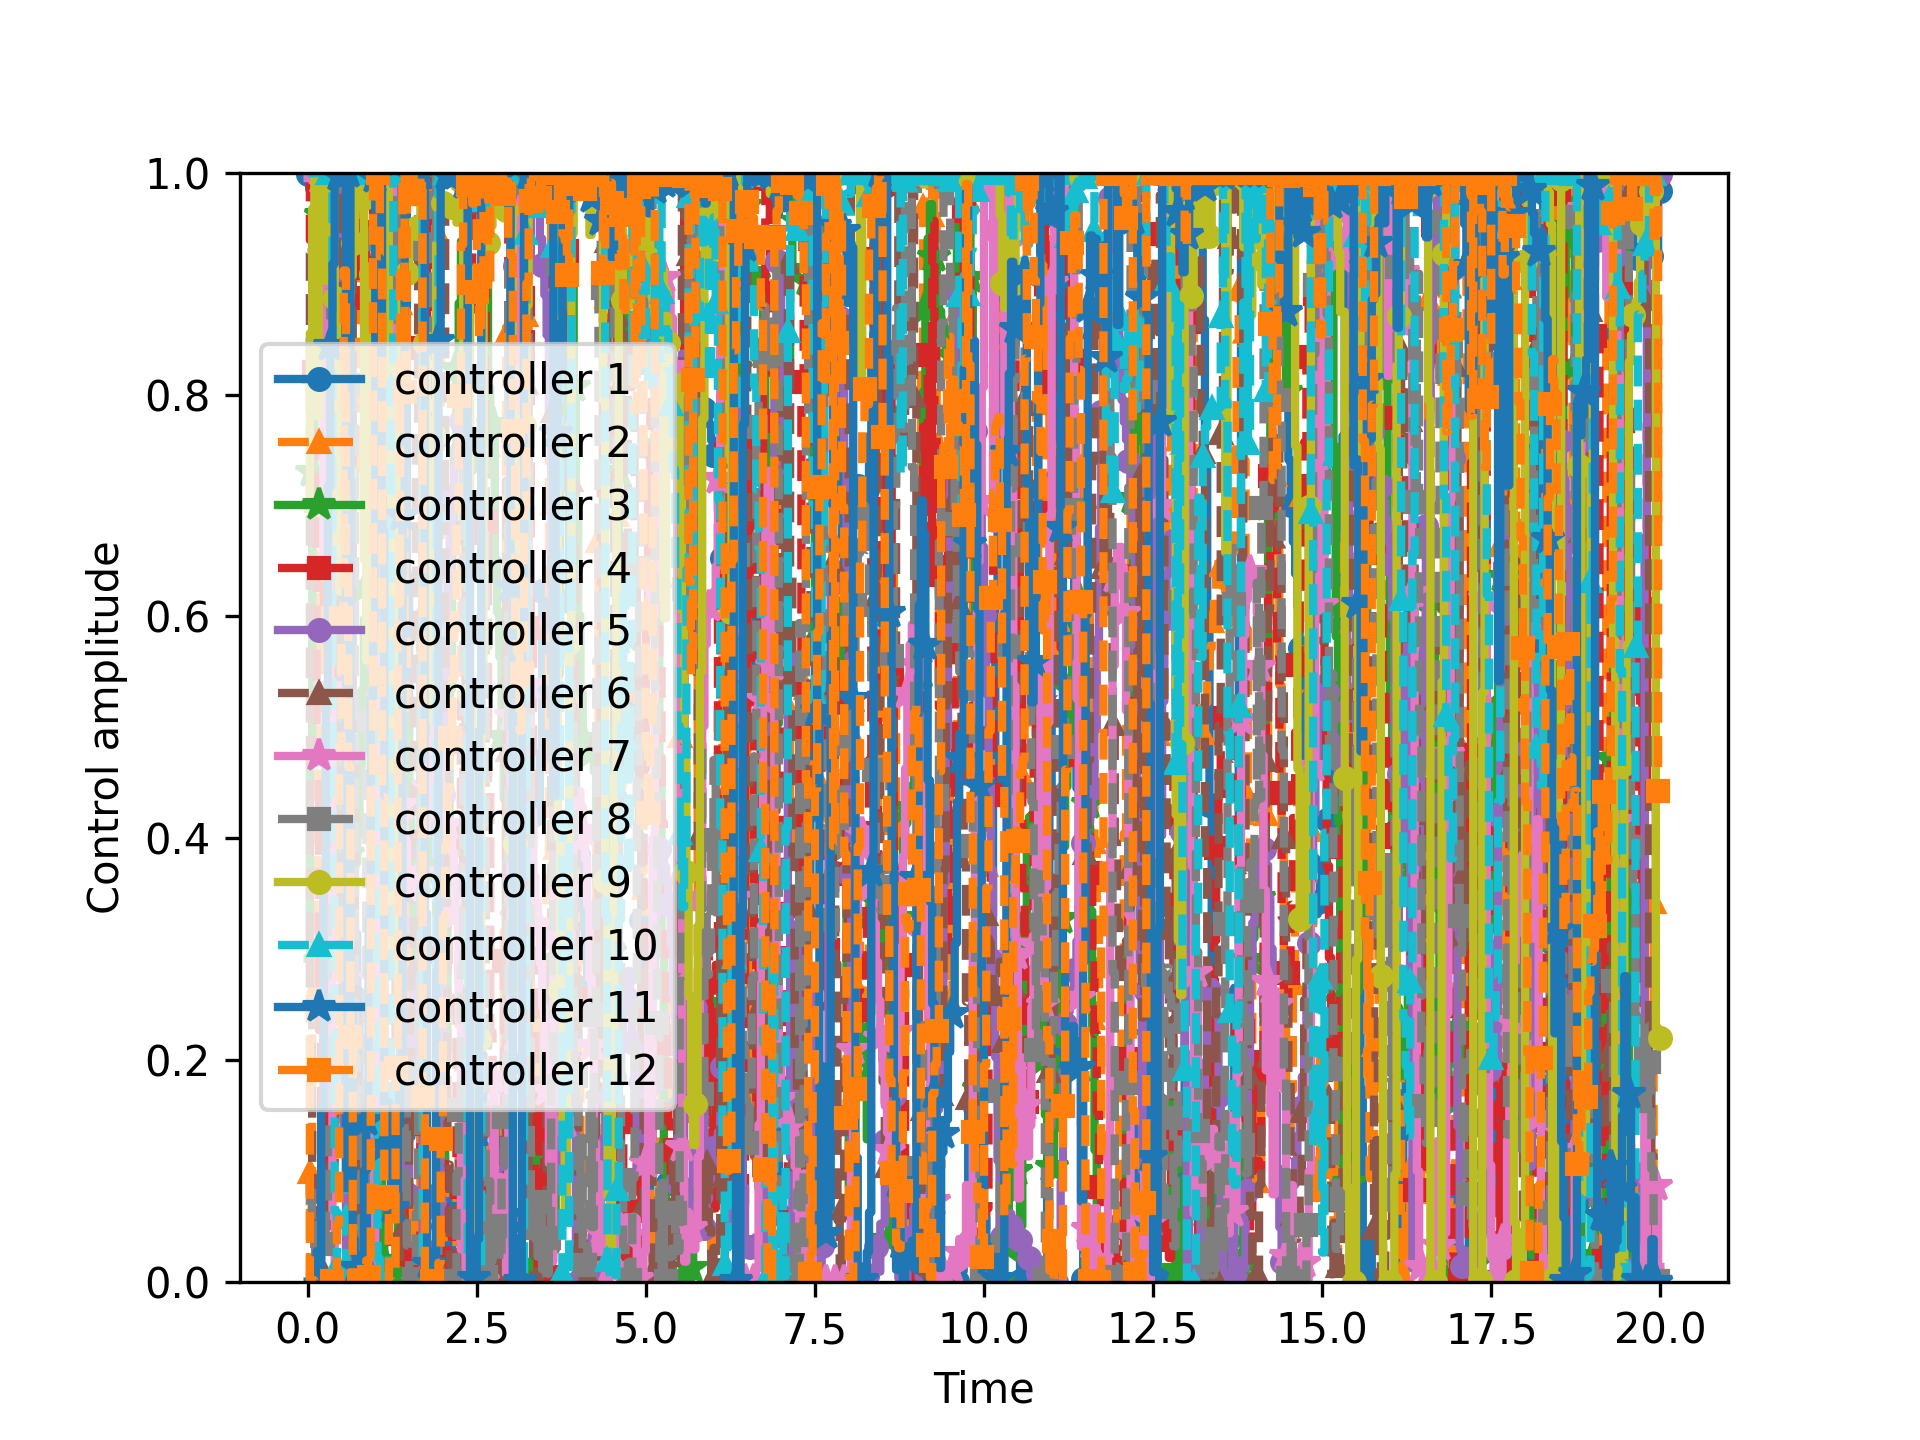 1.0
0.8
0.6
0.4
0.2
0.0
Control amplitude
controller 1
controller 2
controller 3
controller 4
controller 5
controller 6
controller 7
controller 8
controller 9
controller 10
controller 11
controller 12
0.0 2.5 5.0 7.5 10.0 12.5 15.0 17.5 20.0
Time